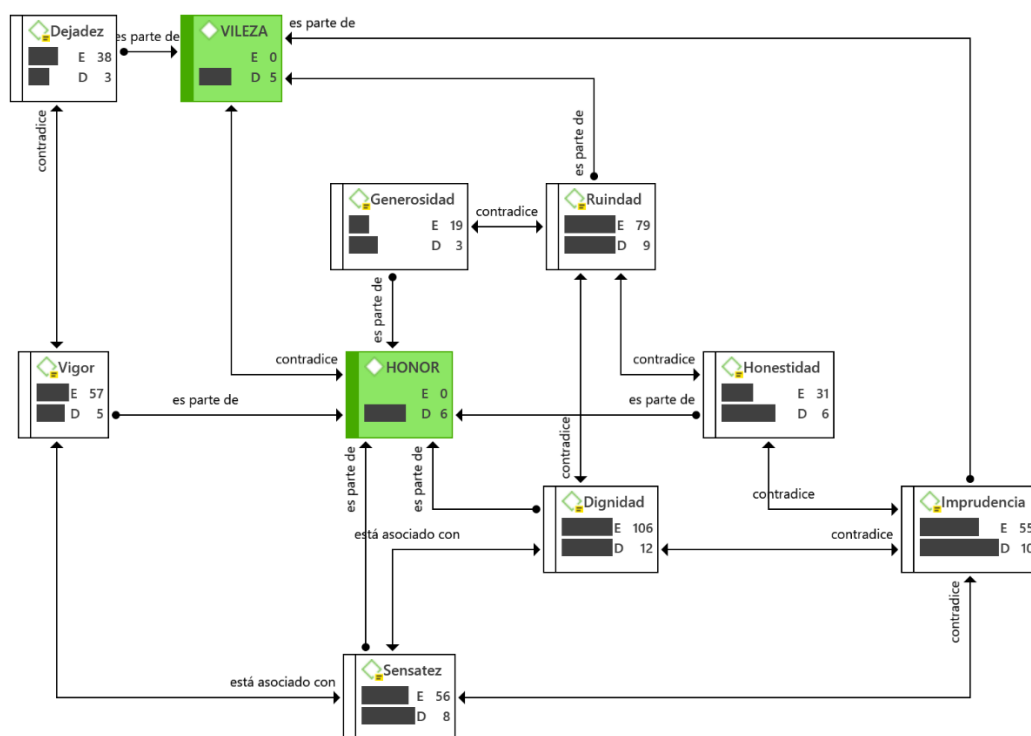 Dejadez
E 38
D 3
es parte de
VILEZA
E 0
D 5
es parte de
contradice
es parte de
Generosidad
E 19
D 3
contradice
Ruindad
E 79
D 9
es parte de
Vigor
E 57
D 5
es parte de
contradice
HONOR
E 0
D 6
contradice
es parte de
Honestidad
E 31
D 6
es parte de
es parte de
contradice
contradice
está asociado con
Dignidad
E 106
D 12
contradice
Imprudencia
E 55
D 10
contradice
está asociado con
Sensatez
E 56
D 8